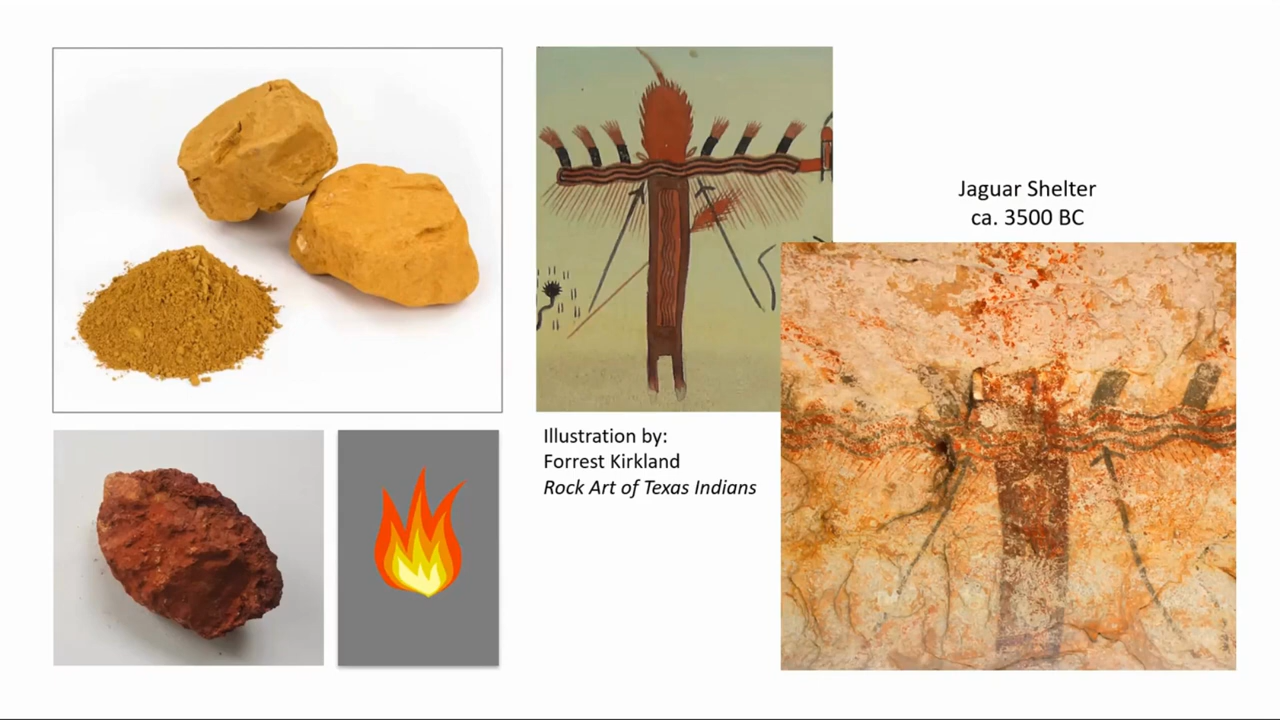 Jaguar Shelter
ca. 3500 BC
Illustration by:
Forrest Kirkland
Rock Art of Texas Indians